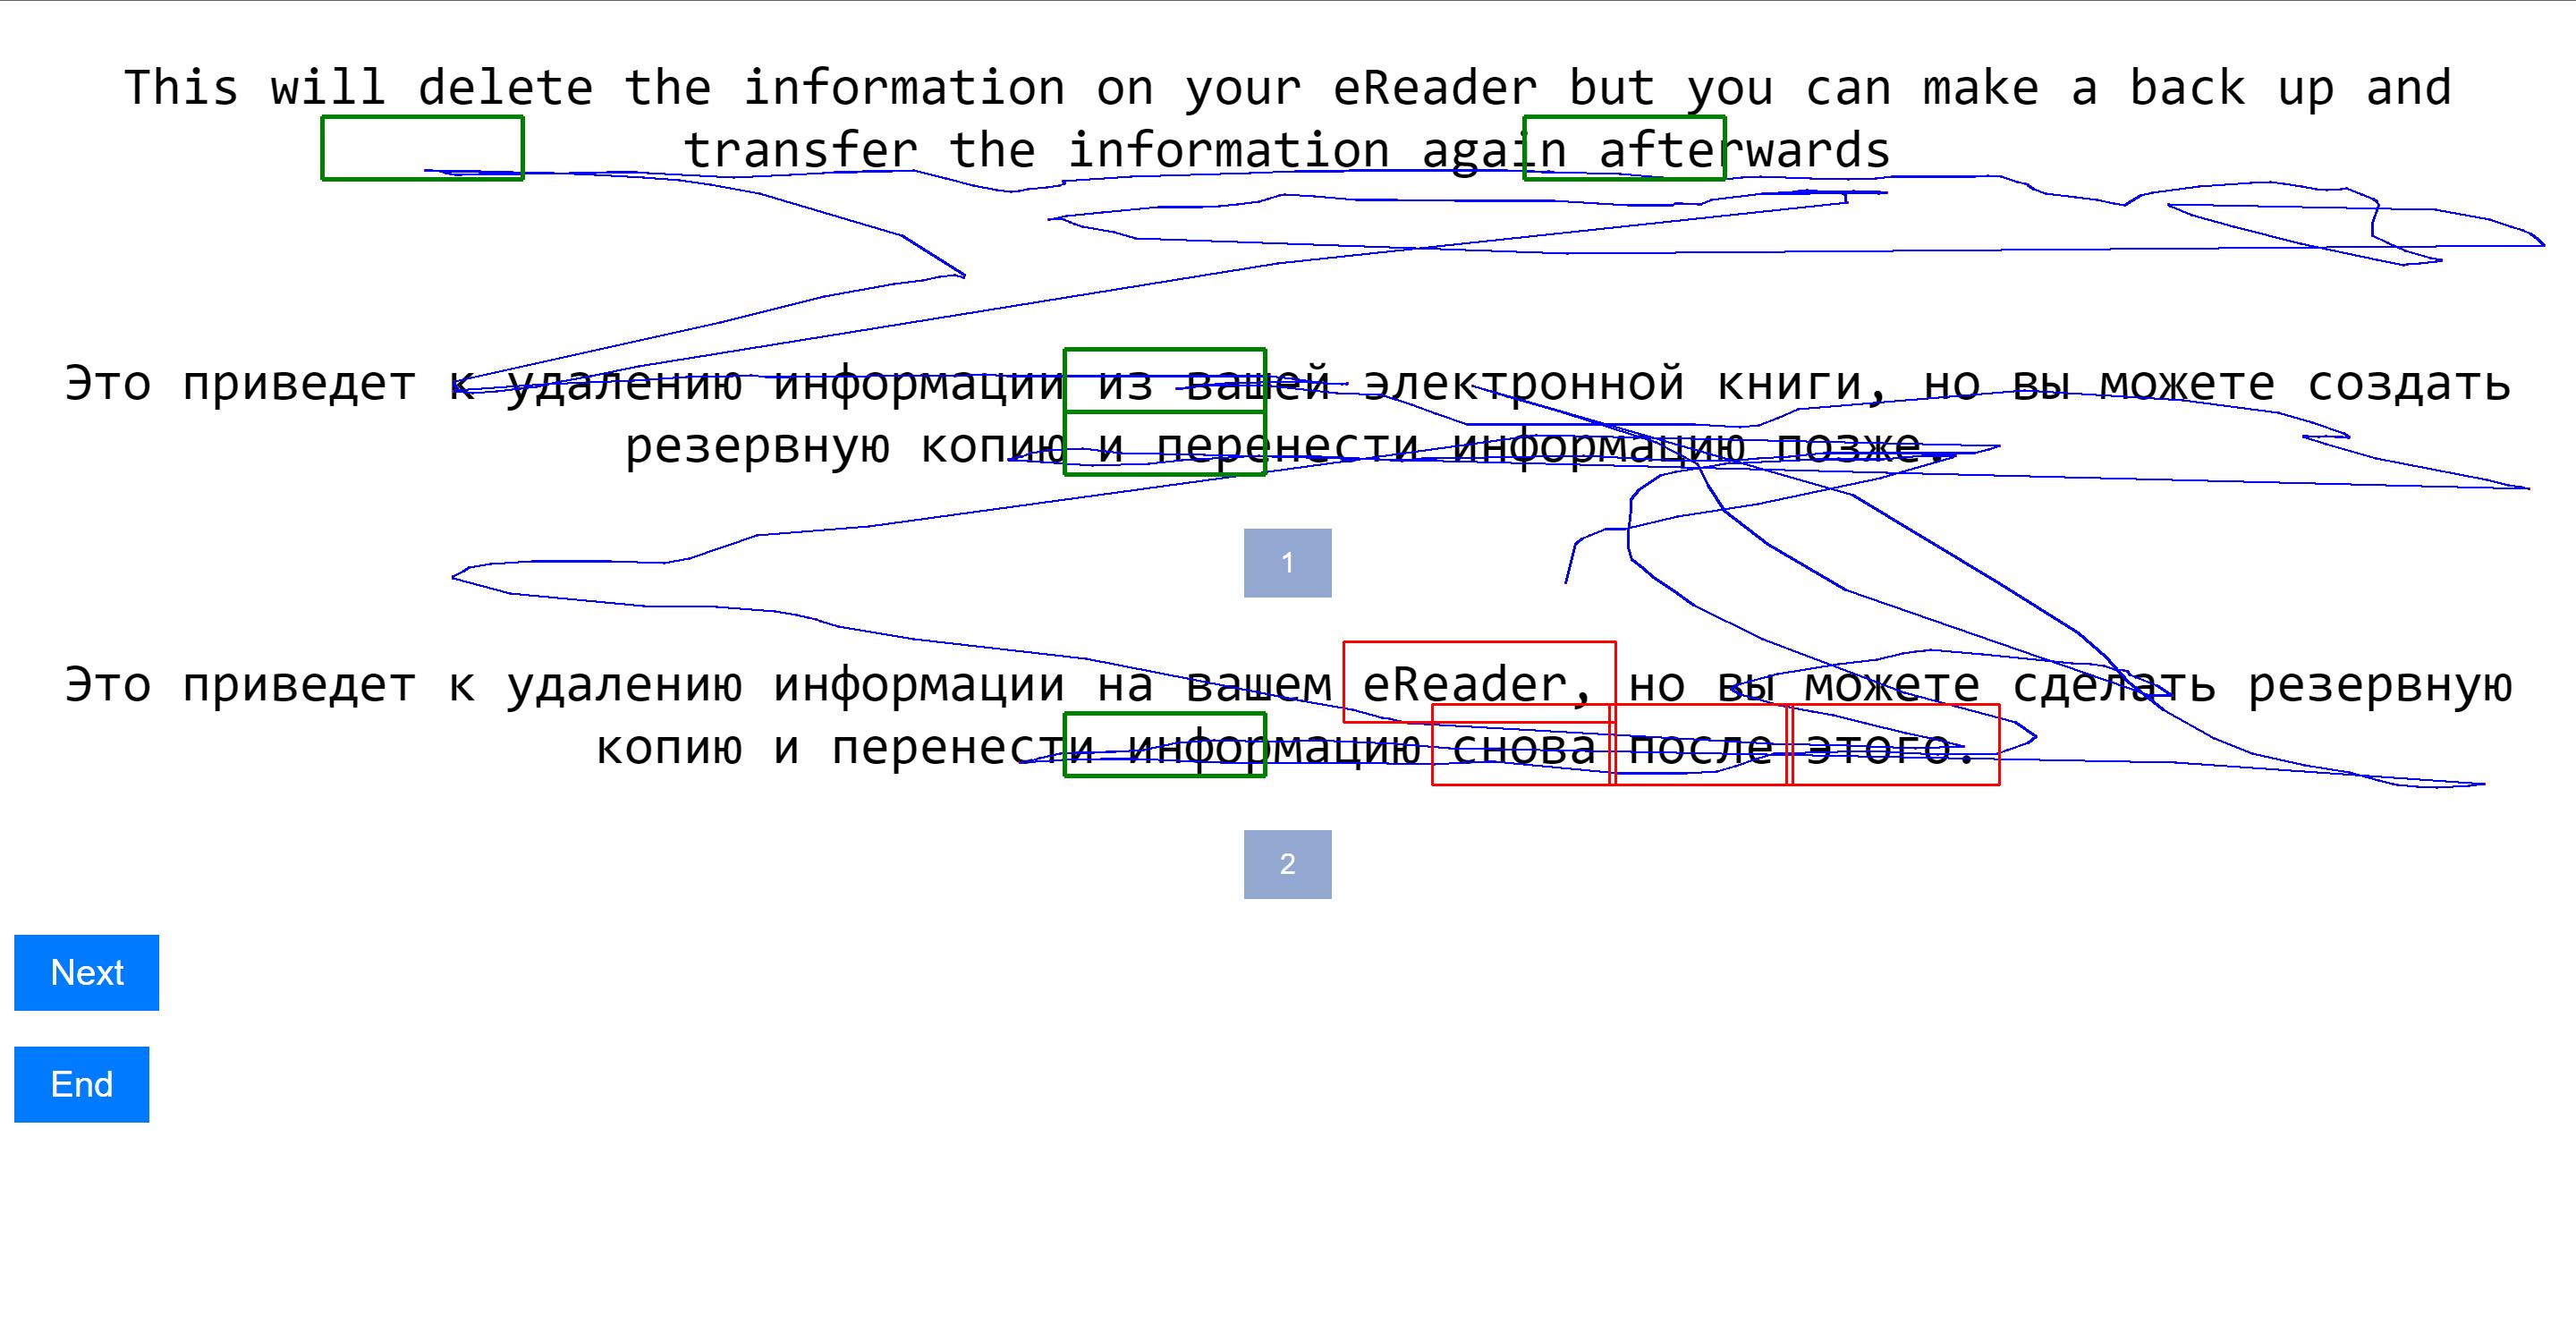 This will delete the information on your eReader but you can make a back up and
transfer the information again afterwards
Это приведет к удалению информации из вашей электронной книги, но вы можете создать
резервную копию и перенести информацию позже.
1
Это приведет к удалению информации на вашем eReader, но вы можете сделать резервную
копию и перенести информацию снова после этого.
2
Next
End